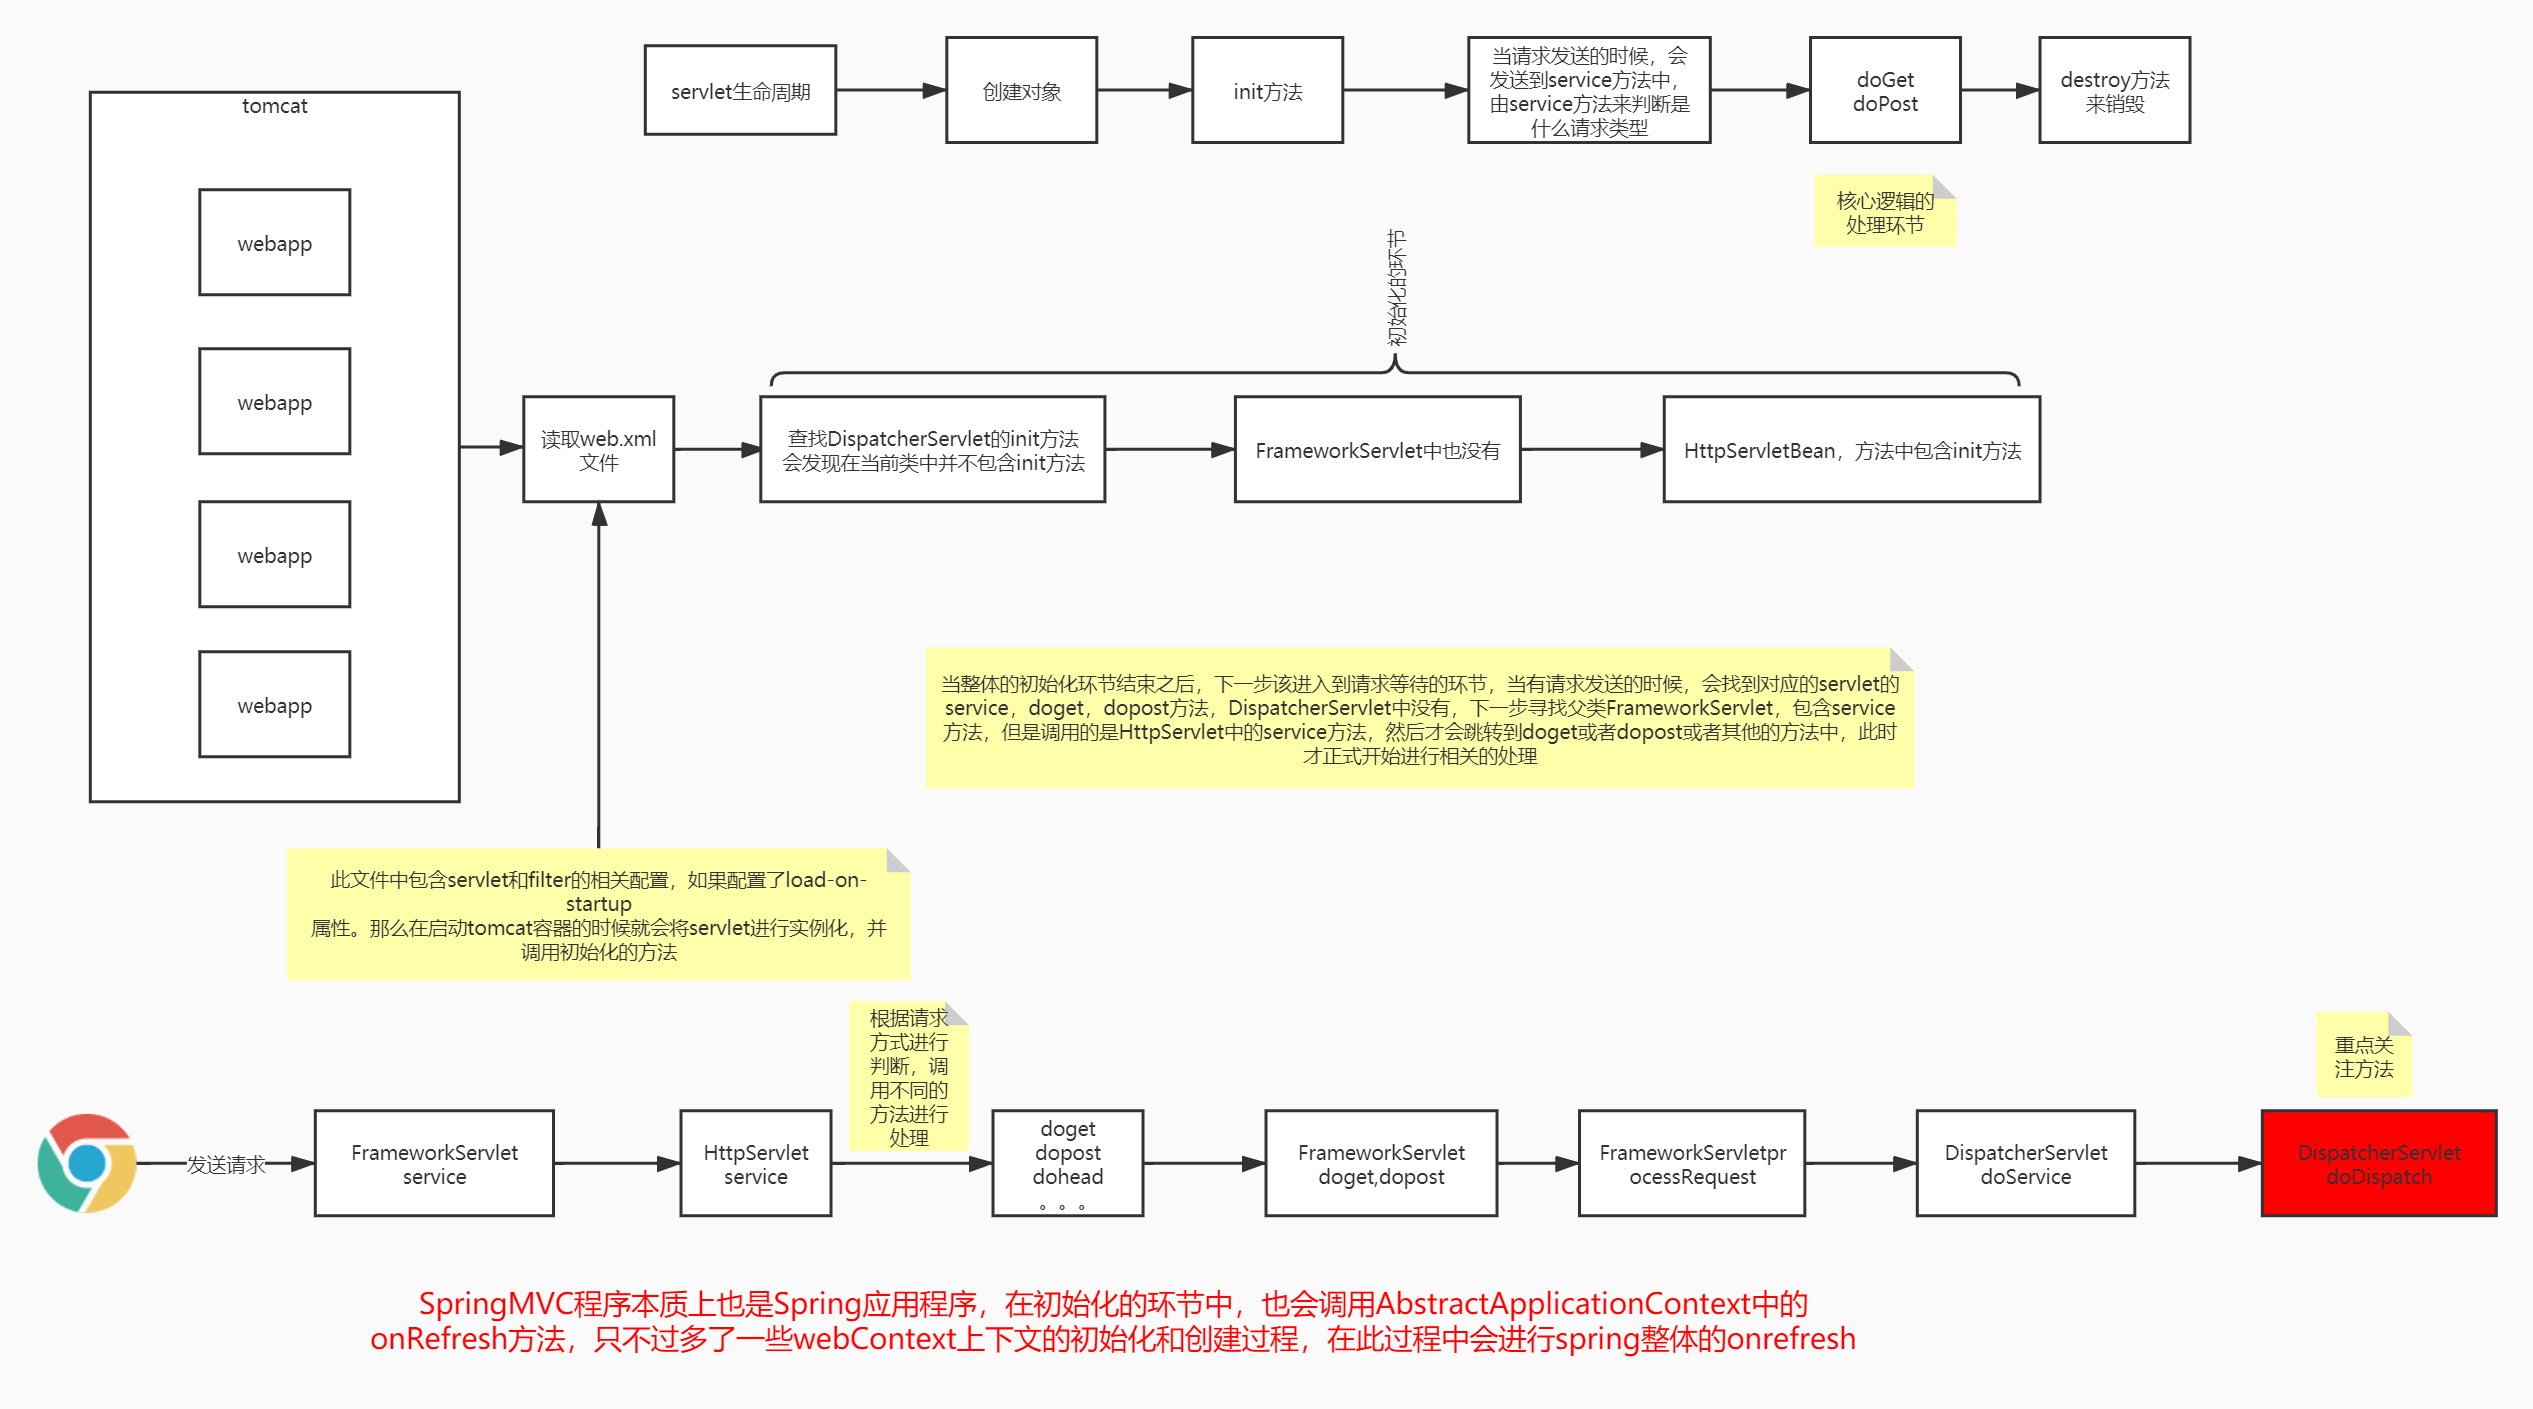 servlet生命周期
创建对象
init方法
当请求发送的时候，会
发送到service方法中，
由service方法来判断是
什么请求类型
doGet
doPost
destroy方法
来销毁
核心逻辑的
处理环节
tomcat
webapp
webapp
webapp
webapp
初始化的环节
读取web.xml
文件
查找DispatcherServlet的init方法
会发现在当前类中并不包含init方法
FrameworkServlet中也没有
HttpServletBean，方法中包含init方法
当整体的初始化环节结束之后，下一步该进入到请求等待的环节，当有请求发送的时候，会找到对应的servlet的
service，doget，dopost方法，DispatcherServlet中没有，下一步寻找父类FrameworkServlet，包含service
方法，但是调用的是HttpServlet中的service方法，然后才会跳转到doget或者dopost或者其他的方法中，此时
才正式开始进行相关的处理
此文件中包含servlet和filter的相关配置，如果配置了load-on-
startup
属性。那么在启动tomcat容器的时候就会将servlet进行实例化，并
调用初始化的方法
发送请求
FrameworkServlet
service
HttpServlet
service
根据请求
方式进行
判断，调
用不同的
方法进行
处理
doget
dopost
dohead
。。。
FrameworkServlet
doget,dopost
FrameworkServletpr
ocessRequest
DispatcherServlet
doService
重点关
注方法
DispatcherServlet
doDispatch
SpringMVC程序本质上也是Spring应用程序，在初始化的环节中，也会调用AbstractApplicationContext中的
onRefresh方法，只不过多了一些webContext上下文的初始化和创建过程，在此过程中会进行spring整体的onrefresh